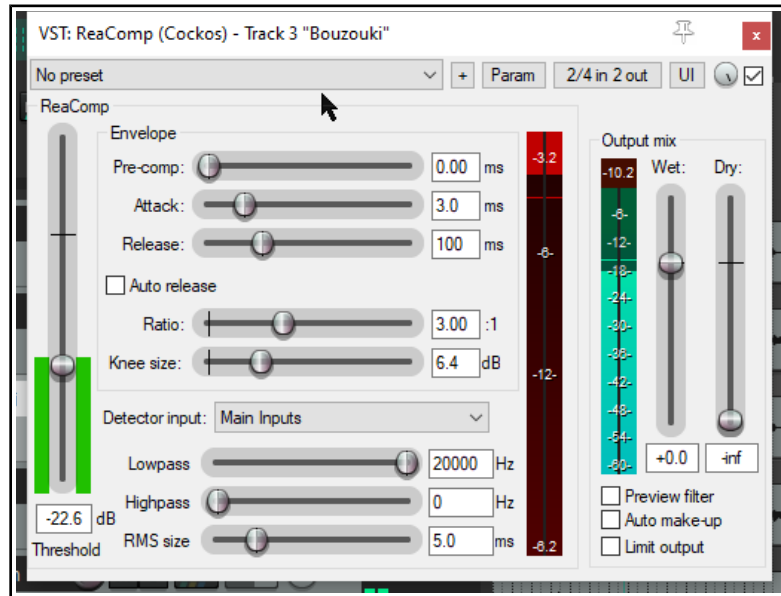 VST: ReaComp (Cockos) - Track 3 "Bouzouki"
x
No preset
+
Param
2/4 in 2 out
UI
ReaComp
Envelope
Pre-comp: 0.00 ms
Attack: 3.0 ms
Release: 100 ms
Auto release
Ratio: 3.00 :1
Knee size: 6.4 dB
Detector input: Main Inputs
Lowpass 20000 Hz
Highpass 0 Hz
RMS size 5.0 ms
-22.6 dB
Threshold
-3.2
-6-
-12-
-6.2
Output mix
Wet: Dry:
-10.2
-6-
-12-
-18-
-24-
-30-
-36-
-42-
-48-
-54-
-60-
+0.0 -inf
Preview filter
Auto make-up
Limit output